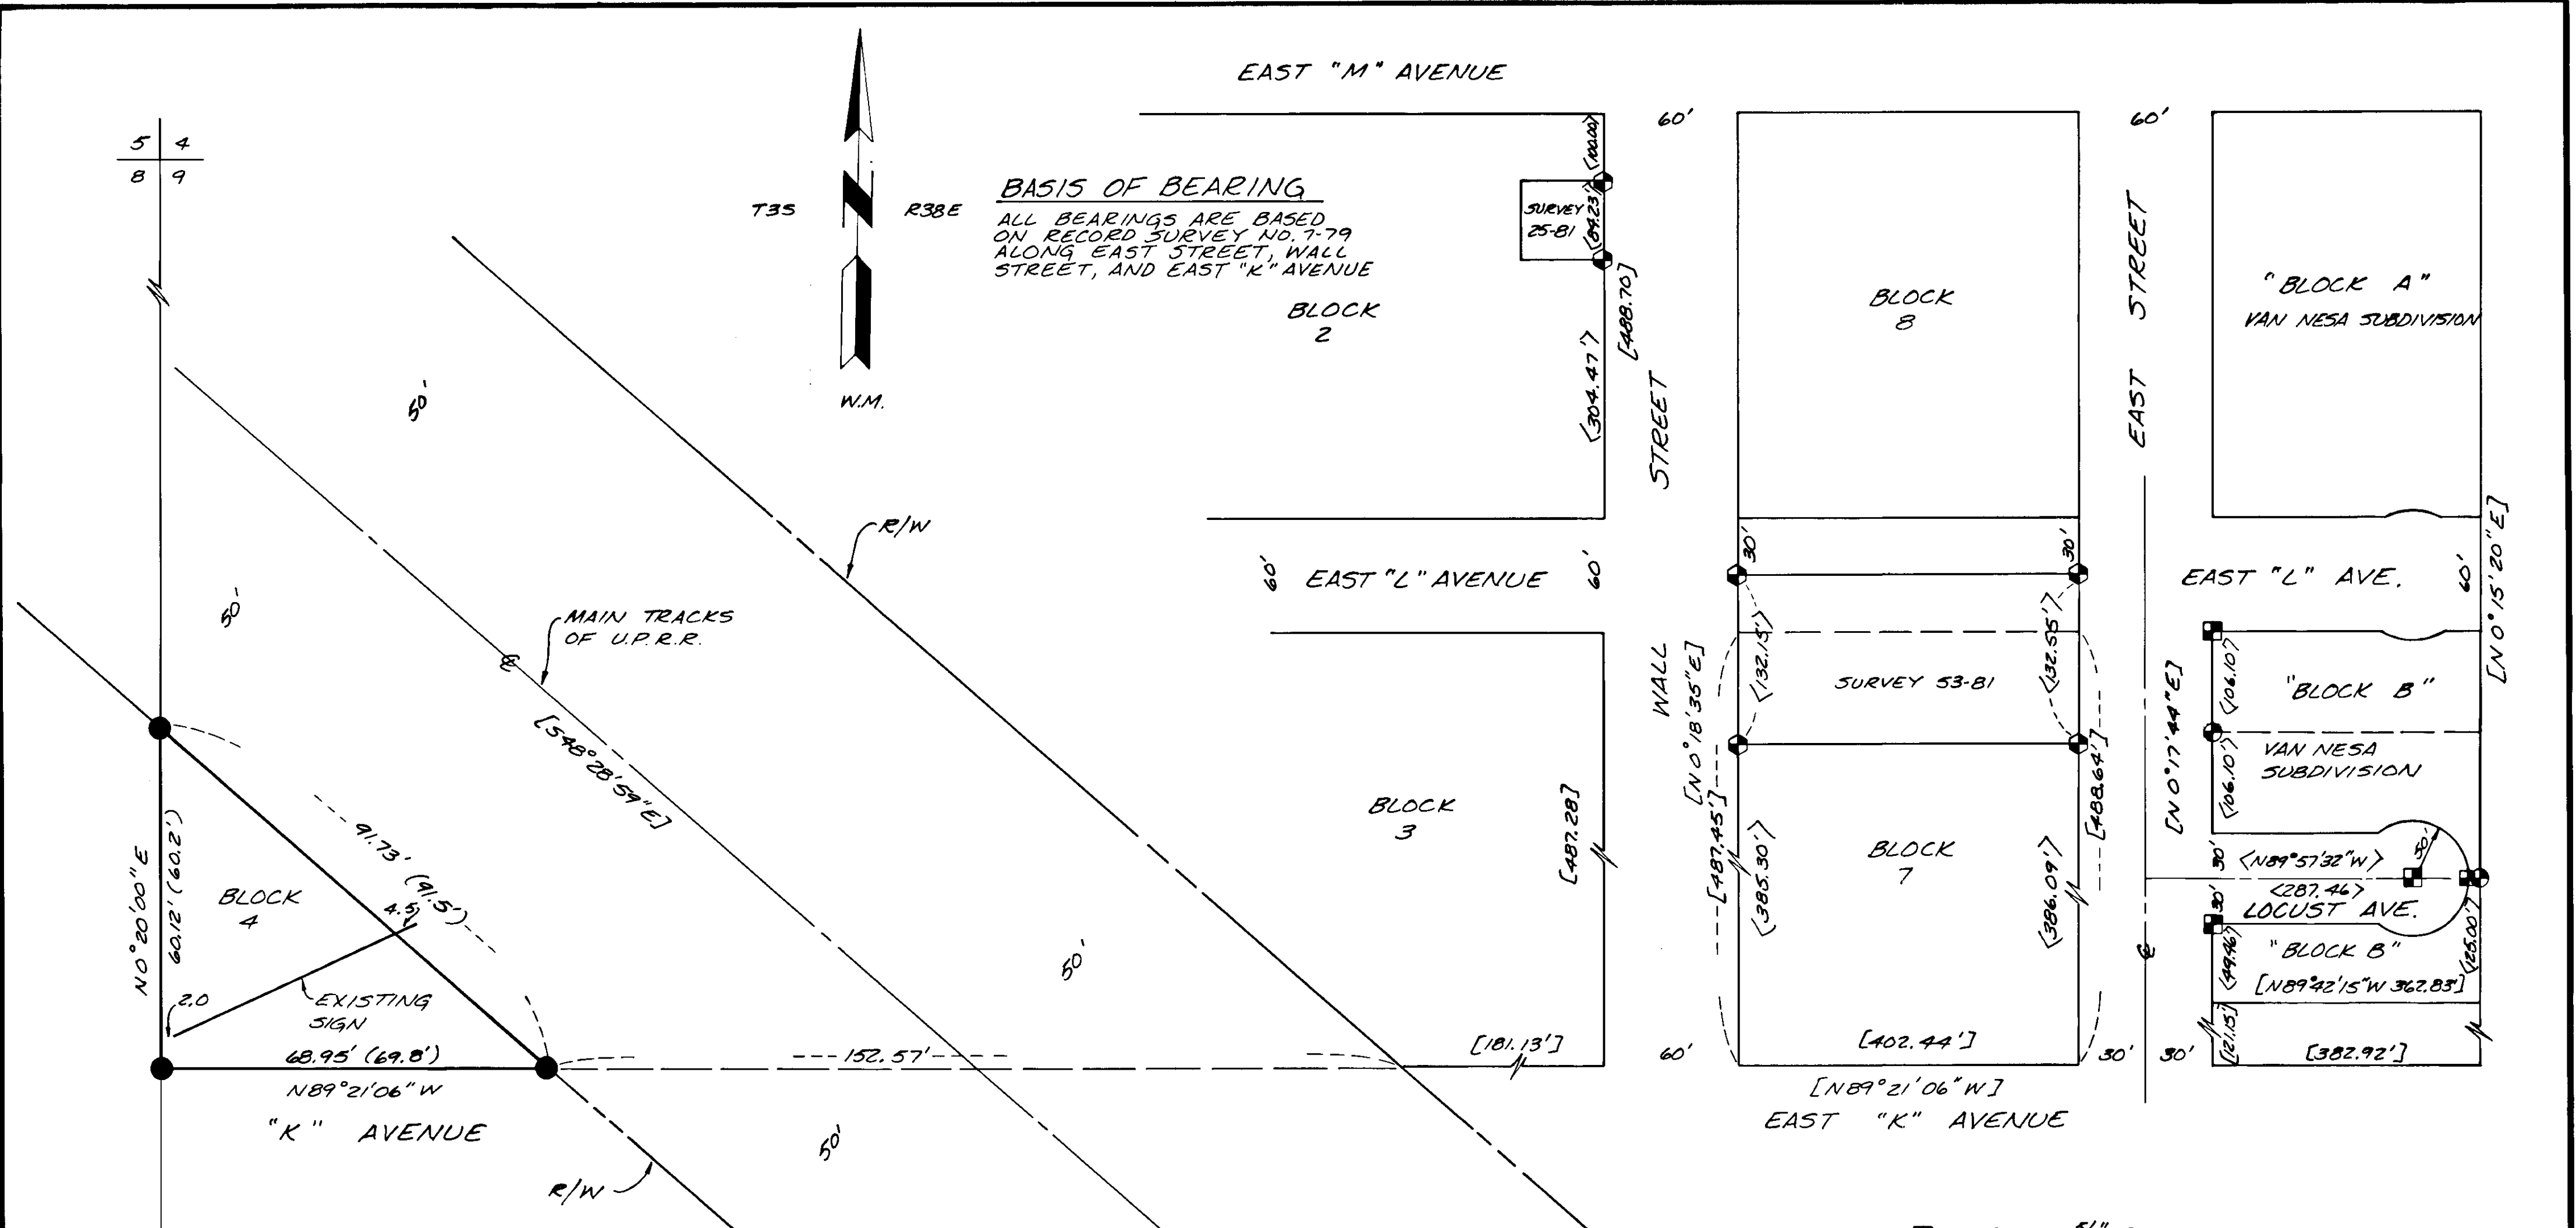 EAST "M" AVENUE
5 4
8 9
T3S
N
R38E
W.M.
BASIS OF BEARING
ALL BEARINGS ARE BASED
ON RECORD SURVEY NO. 7-79
ALONG EAST STREET, WALL
STREET, AND EAST "K" AVENUE
BLOCK
2
<100.00>
SURVEY
25-81
<84.23'>
[488.70]
<304.47'>
60'
WALL STREET
BLOCK
8
60'
EAST STREET
"BLOCK A"
VAN NESA SUBDIVISION
[N 0°15'20"E]
50'
50'
R/W
MAIN TRACKS
OF U.P.R.R.
[S48°28'59"E]
60'
EAST "L" AVENUE
60'
30'
30'
EAST "L" AVE.
60'
[N 0°18'35"E]
<132.15'>
<132.55'>
SURVEY 53-81
[N 0°17'44"E]
<106.10'>
"BLOCK B"
<106.10'>
VAN NESA
SUBDIVISION
BLOCK
3
[487.28]
[487.45']
<385.30'>
BLOCK
7
<386.09'>
[488.64']
30'
<N89°57'32"W>
50'
<287.46>
30'
LOCUST AVE.
"BLOCK B"
<49.46>
<125.00'>
[N89°42'15"W 362.83']
[121.15]
[382.92']
N0°20'00"E
60.12' (60.2')
BLOCK
4
91.73' (91.5')
4.5
2.0
EXISTING
SIGN
68.95' (69.8')
N89°21'06"W
"K" AVENUE
152.57'
50'
50'
R/W
[181.13']
60'
[402.44']
30'
30'
[N89°21'06"W]
EAST "K" AVENUE